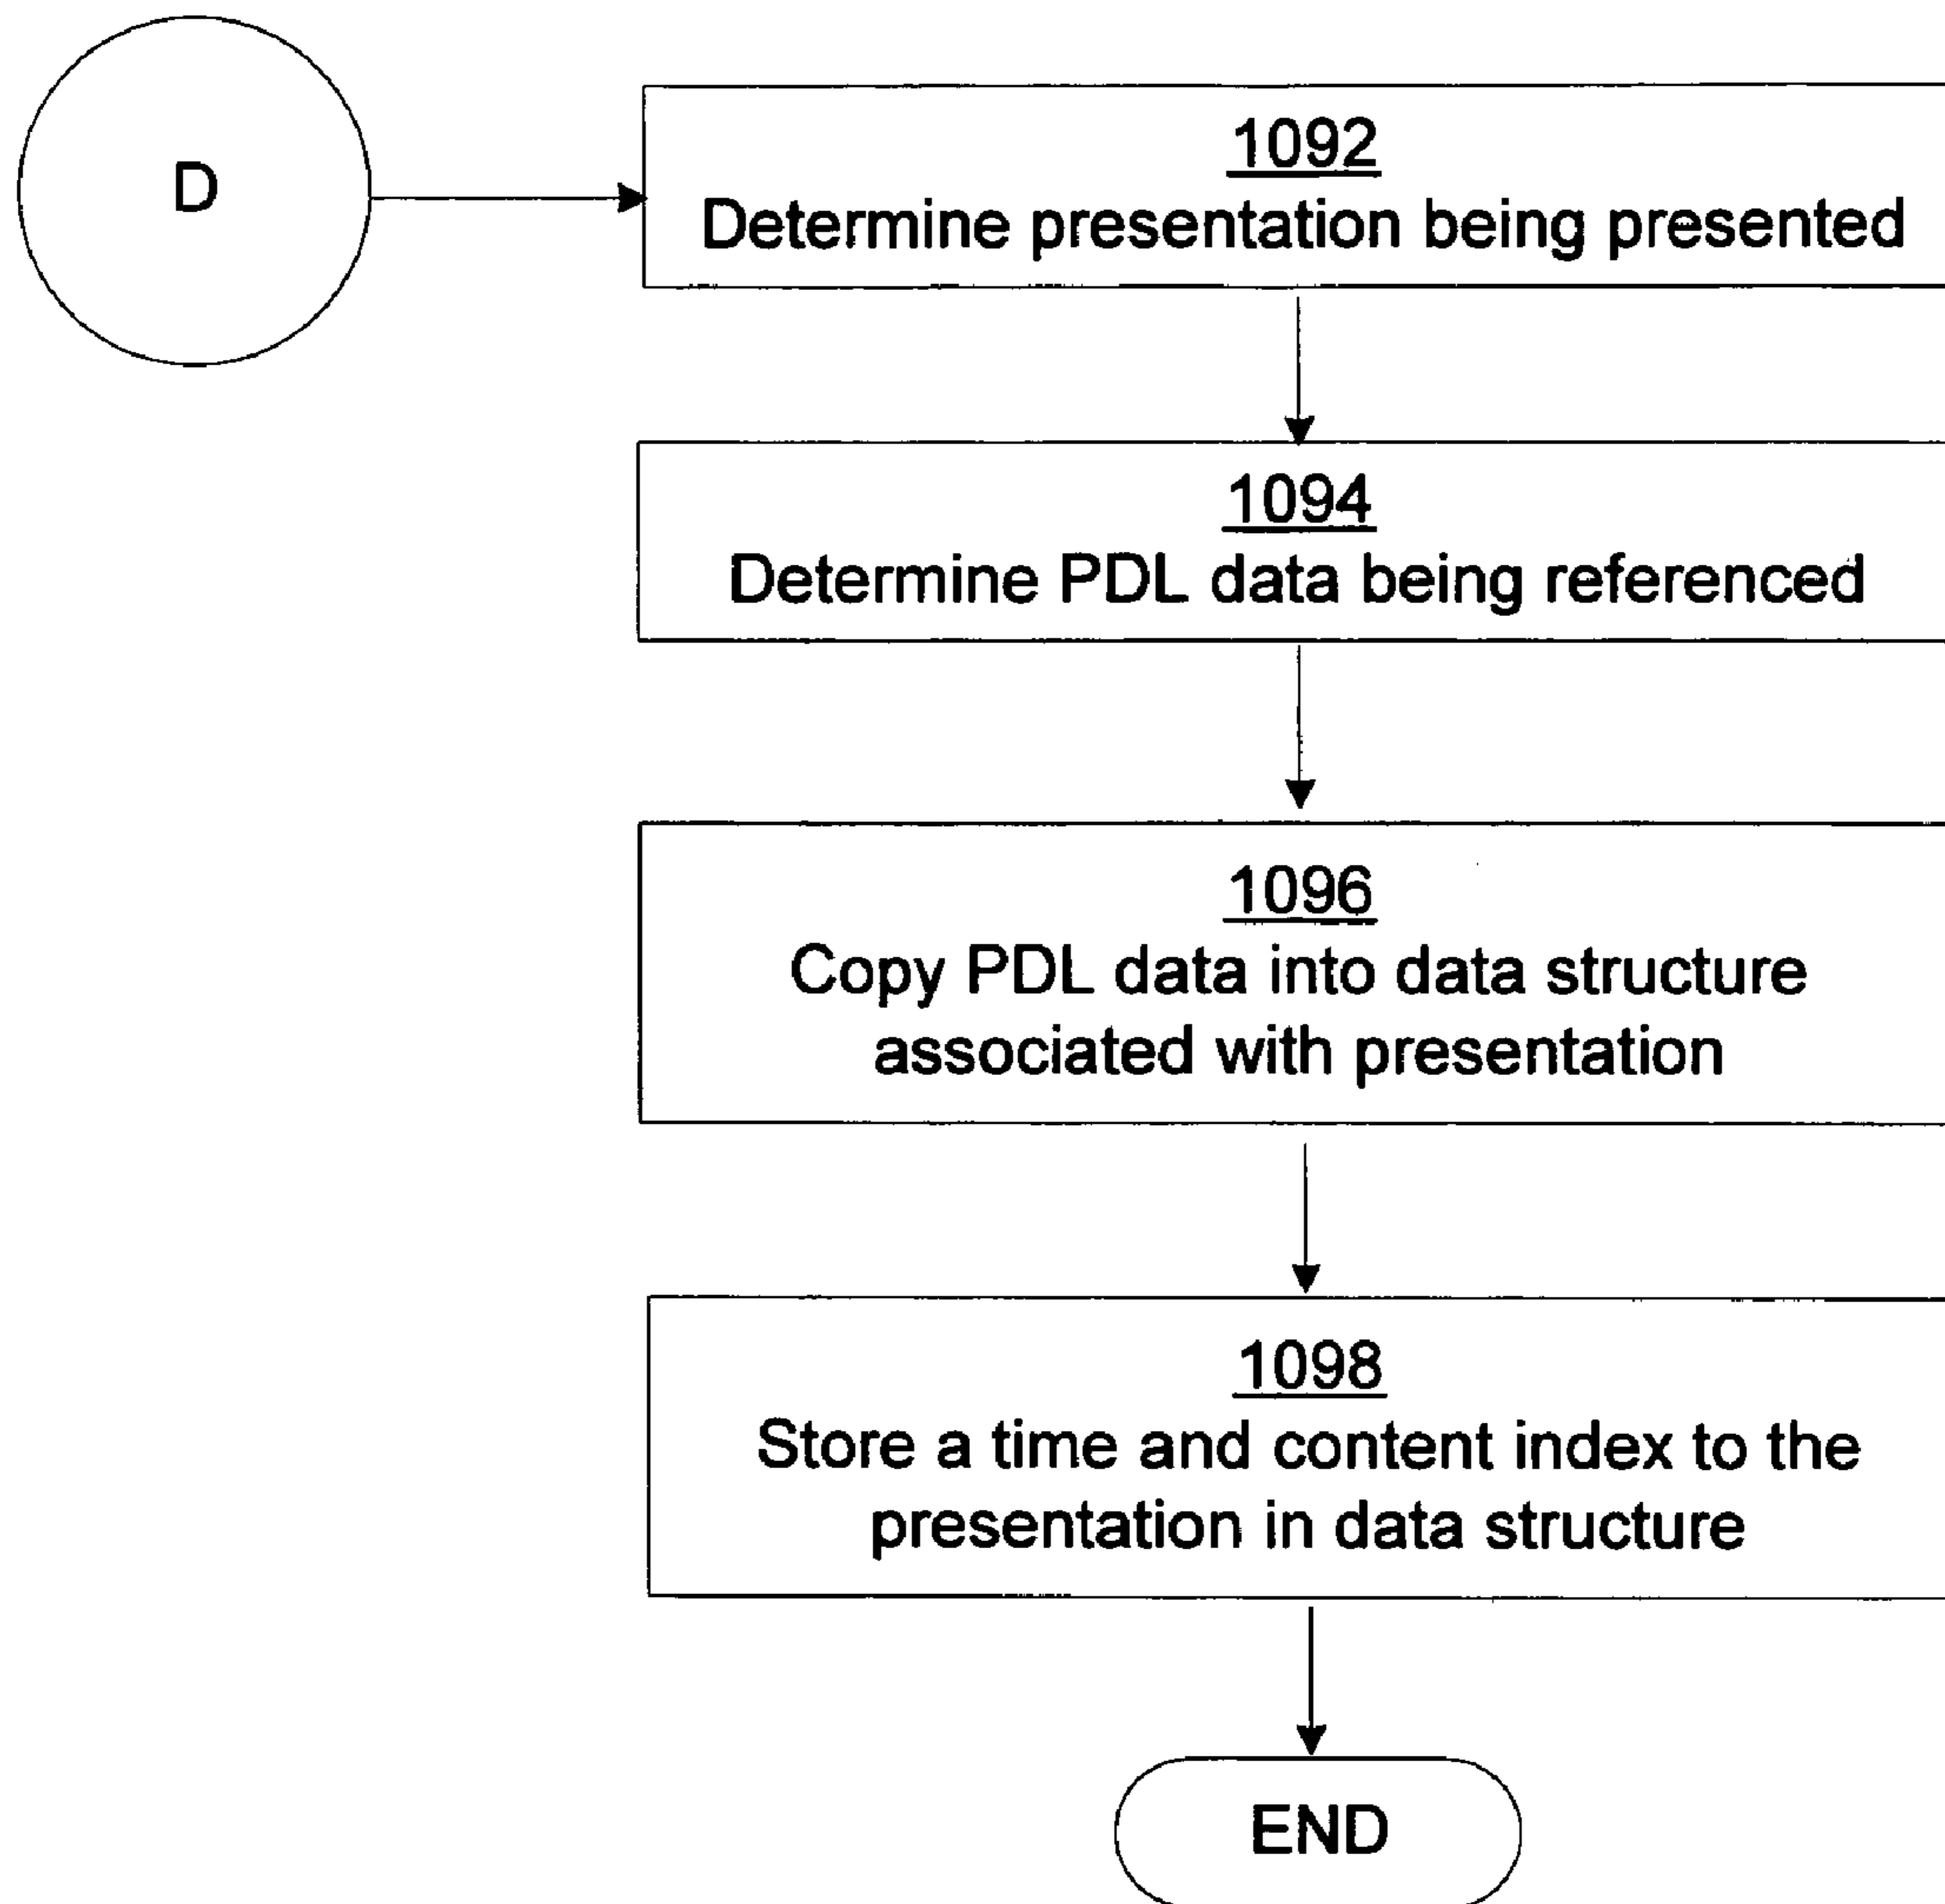 D
1092
Determine presentation being presented
1094
Determine PDL data being referenced
1096
Copy PDL data into data structure
associated with presentation
1098
Store a time and content index to the
presentation in data structure
END